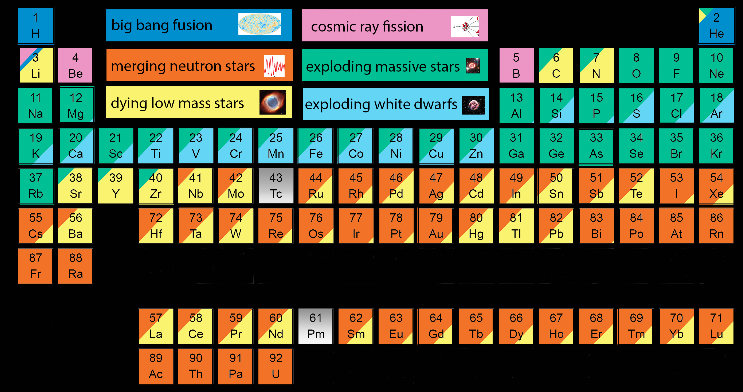 1 2
H big bang fusion cosmic ray fission He
3 4 merging neutron stars exploding massive stars 5 6 7 8 9 10
Li Be B C N O F Ne
11 12 dying low mass stars exploding white dwarfs 13 14 15 16 17 18
Na Mg Al Si P S Cl Ar
19 20 21 22 23 24 25 26 27 28 29 30 31 32 33 34 35 36
K Ca Sc Ti V Cr Mn Fe Co Ni Cu Zn Ga Ge As Se Br Kr
37 38 39 40 41 42 43 44 45 46 47 48 49 50 51 52 53 54
Rb Sr Y Zr Nb Mo Tc Ru Rh Pd Ag Cd In Sn Sb Te I Xe
55 56 72 73 74 75 76 77 78 79 80 81 82 83 84 85 86
Cs Ba Hf Ta W Re Os Ir Pt Au Hg Tl Pb Bi Po At Rn
87 88
Fr Ra
57 58 59 60 61 62 63 64 65 66 67 68 69 70 71
La Ce Pr Nd Pm Sm Eu Gd Tb Dy Ho Er Tm Yb Lu
89 90 91 92
Ac Th Pa U